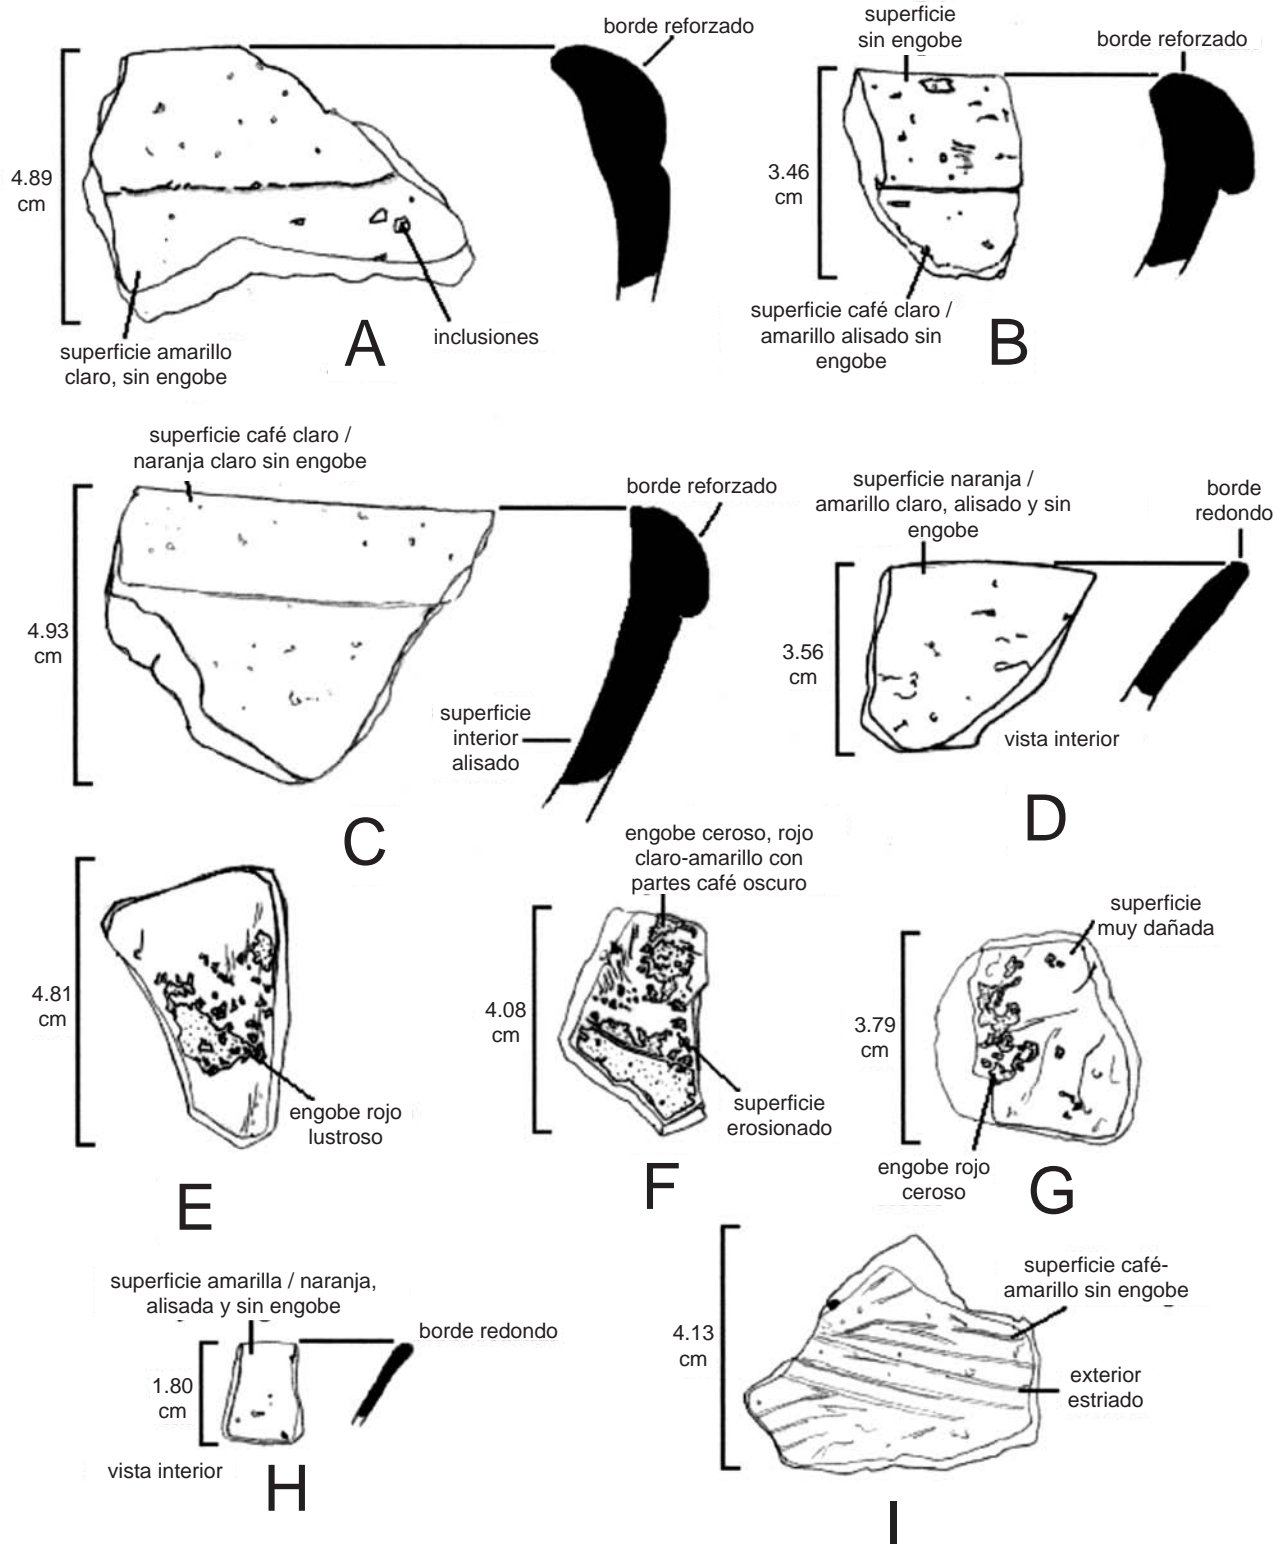 borde reforzado
4.89
cm
superficie amarillo
claro, sin engobe
inclusiones
A
superficie
sin engobe
borde reforzado
3.46
cm
superficie café claro /
amarillo alisado sin
engobe
B
superficie café claro /
naranja claro sin engobe
borde reforzado
4.93
cm
superficie
interior
alisado
C
superficie naranja /
amarillo claro, alisado y sin
engobe
borde
redondo
3.56
cm
vista interior
D
4.81
cm
engobe rojo
lustroso
E
engobe ceroso, rojo
claro-amarillo con
partes café oscuro
4.08
cm
superficie
erosionado
F
superficie
muy dañada
3.79
cm
engobe rojo
ceroso
G
superficie amarilla / naranja,
alisada y sin engobe
borde redondo
1.80
cm
vista interior
H
superficie café-
amarillo sin engobe
4.13
cm
exterior
estriado
I